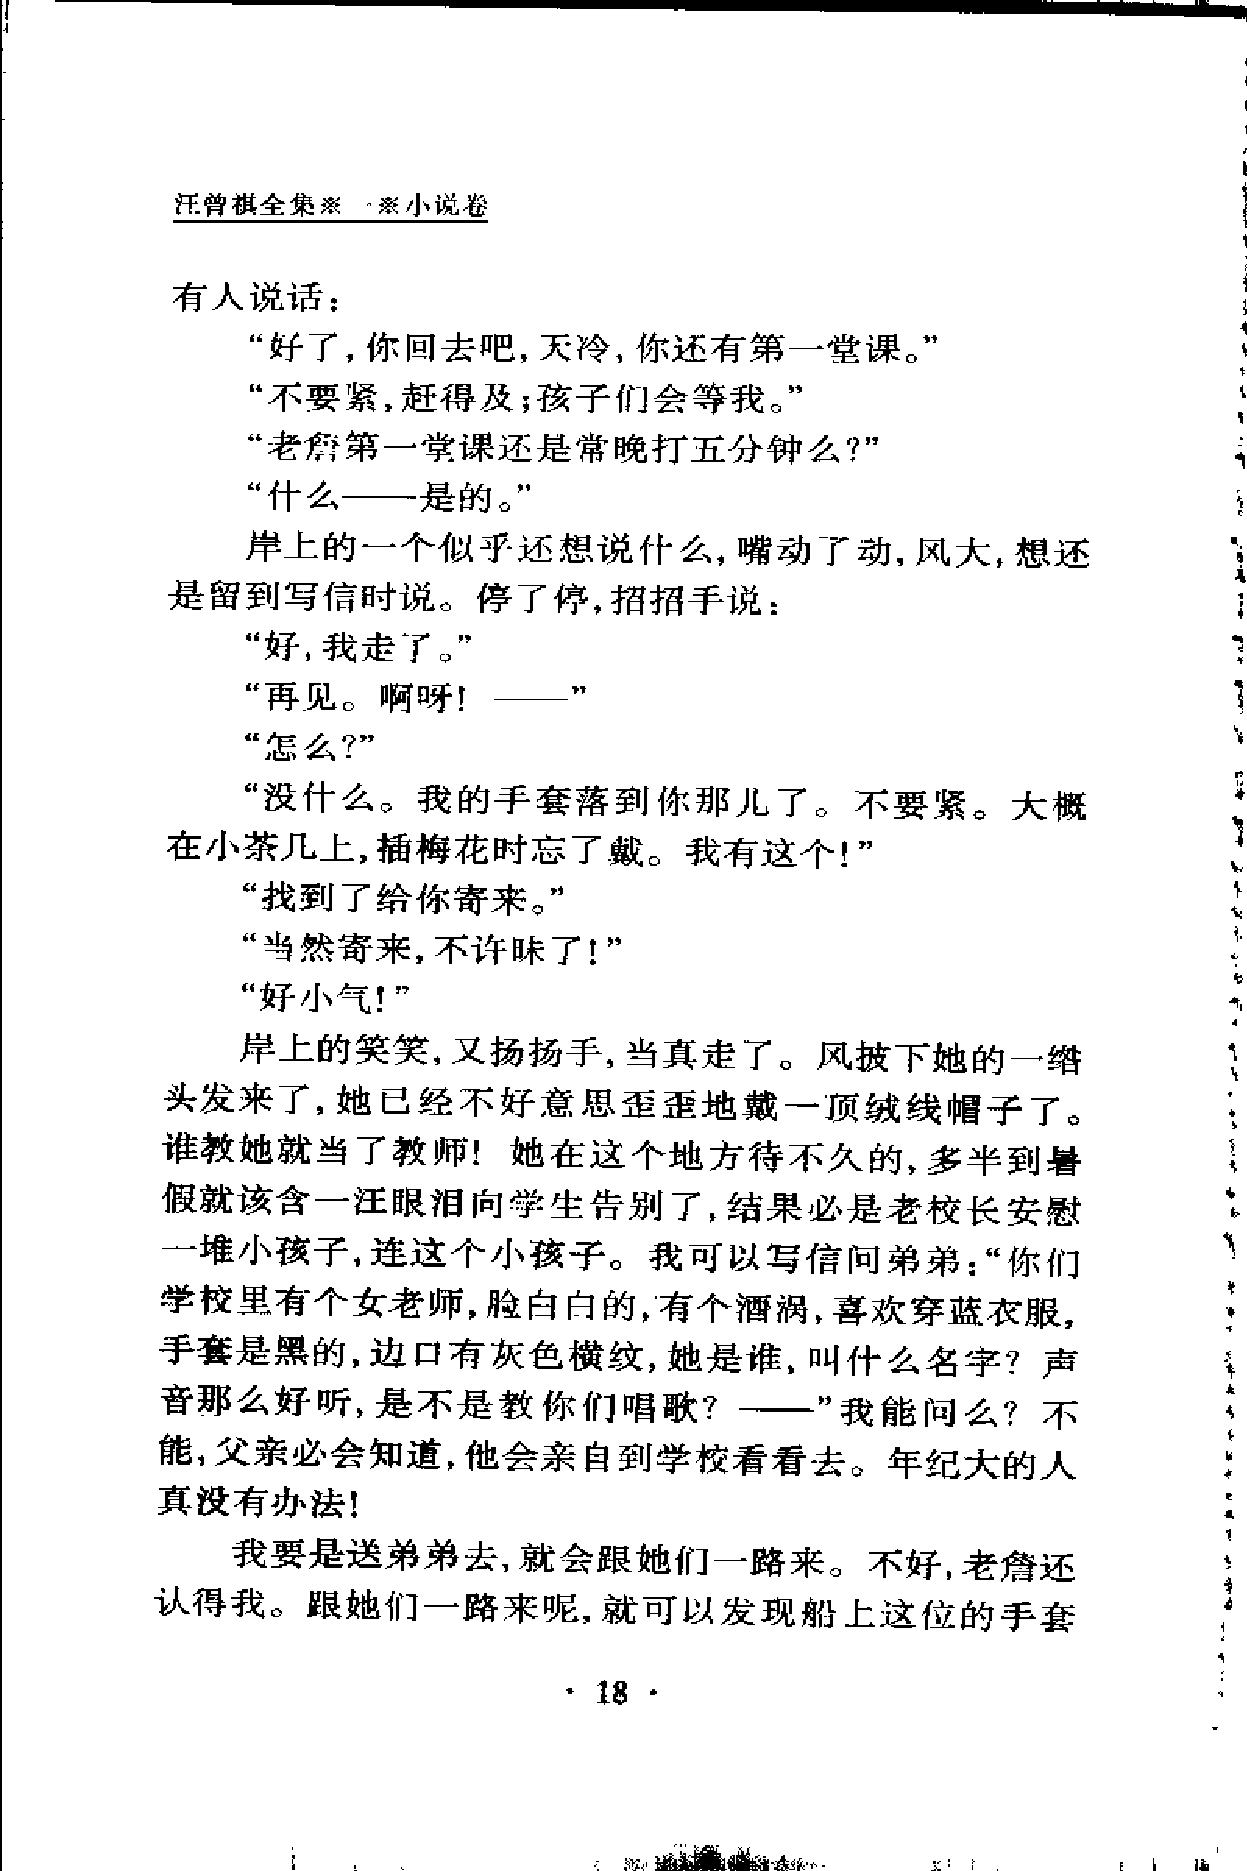 汪曾祺全集※一※小说卷
有人说话：
“好了，你回去吧，天冷，你还有第一堂课。”
“不要紧，赶得及；孩子们会等我。”
“老詹第一堂课还是常晚打五分钟么？”
“什么——是的。”
岸上的一个似乎还想说什么，嘴动了动，风大，想还
是留到写信时说。停了停，招招手说：
“好，我走了。”
“再见。啊呀！——”
“怎么？”
“没什么。我的手套落到你那儿了。不要紧。大概
在小茶几上，插梅花时忘了戴。我有这个！”
“找到了给你寄来。”
“当然寄来，不许昧了！”
“好小气！”
岸上的笑笑，又扬扬手，当真走了。风披下她的一绺
头发来了，她已经不好意思歪歪地戴一顶绒线帽子了。
谁教她就当了教师！她在这个地方待不久的，多半到暑
假就该含一汪眼泪向学生告别了，结果必是老校长安慰
一堆小孩子，连这个小孩子。我可以写信问弟弟：“你们
学校里有个女老师，脸白白的，有个酒涡，喜欢穿蓝衣服，
手套是黑的，边口有灰色横纹，她是谁，叫什么名字？声
音那么好听，是不是教你们唱歌？——”我能问么？不
能，父亲必会知道，他会亲自到学校看看去。年纪大的人
真没有办法！
我要是送弟弟去，就会跟她们一路来。不好，老詹还
认得我。跟她们一路来呢，就可以发现船上这位的手套
·18·